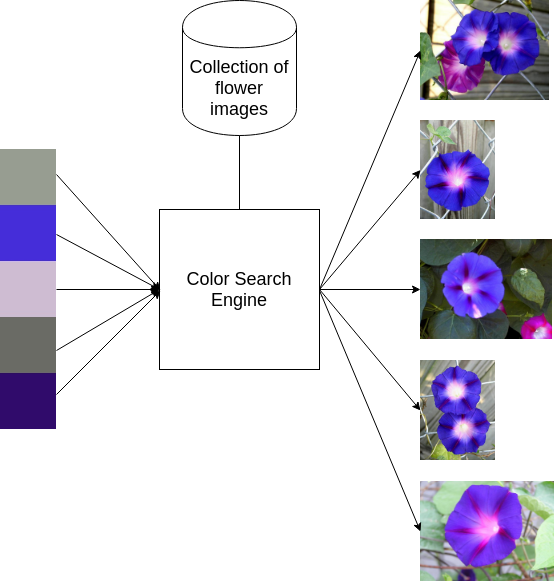 Collection of
flower
images
Color Search
Engine